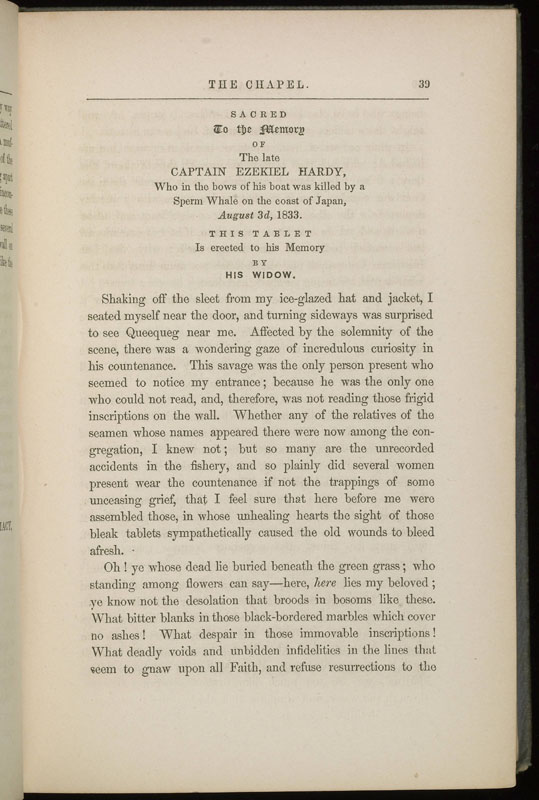 THE CHAPEL. 39
SACRED
To the Memory
OF
The late
CAPTAIN EZEKIEL HARDY,
Who in the bows of his boat was killed by a
Sperm Whale on the coast of Japan,
August 3d, 1833.
THIS TABLET
Is erected to his Memory
BY
HIS WIDOW.
Shaking off the sleet from my ice-glazed hat and jacket, I
seated myself near the door, and turning sideways was surprised
to see Queequeg near me. Affected by the solemnity of the
scene, there was a wondering gaze of incredulous curiosity in
his countenance. This savage was the only person present who
seemed to notice my entrance; because he was the only one
who could not read, and, therefore, was not reading those frigid
inscriptions on the wall. Whether any of the relatives of the
seamen whose names appeared there were now among the con-
gregation, I knew not; but so many are the unrecorded
accidents in the fishery, and so plainly did several women
present wear the countenance if not the trappings of some
unceasing grief, that I feel sure that here before me were
assembled those, in whose unhealing hearts the sight of those
bleak tablets sympathetically caused the old wounds to bleed
afresh.
Oh! ye whose dead lie buried beneath the green grass; who
standing among flowers can say—here, here lies my beloved;
ye know not the desolation that broods in bosoms like these.
What bitter blanks in those black-bordered marbles which cover
no ashes! What despair in those immovable inscriptions!
What deadly voids and unbidden infidelities in the lines that
seem to gnaw upon all Faith, and refuse resurrections to the